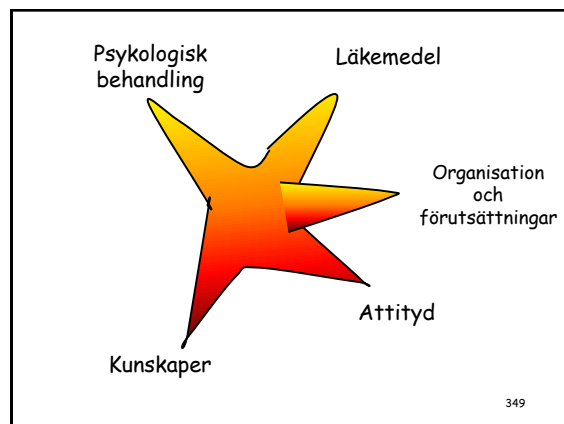 Psykologisk
behandling
Läkemedel
Organisation
och
förutsättningar
Attityd
Kunskaper
349